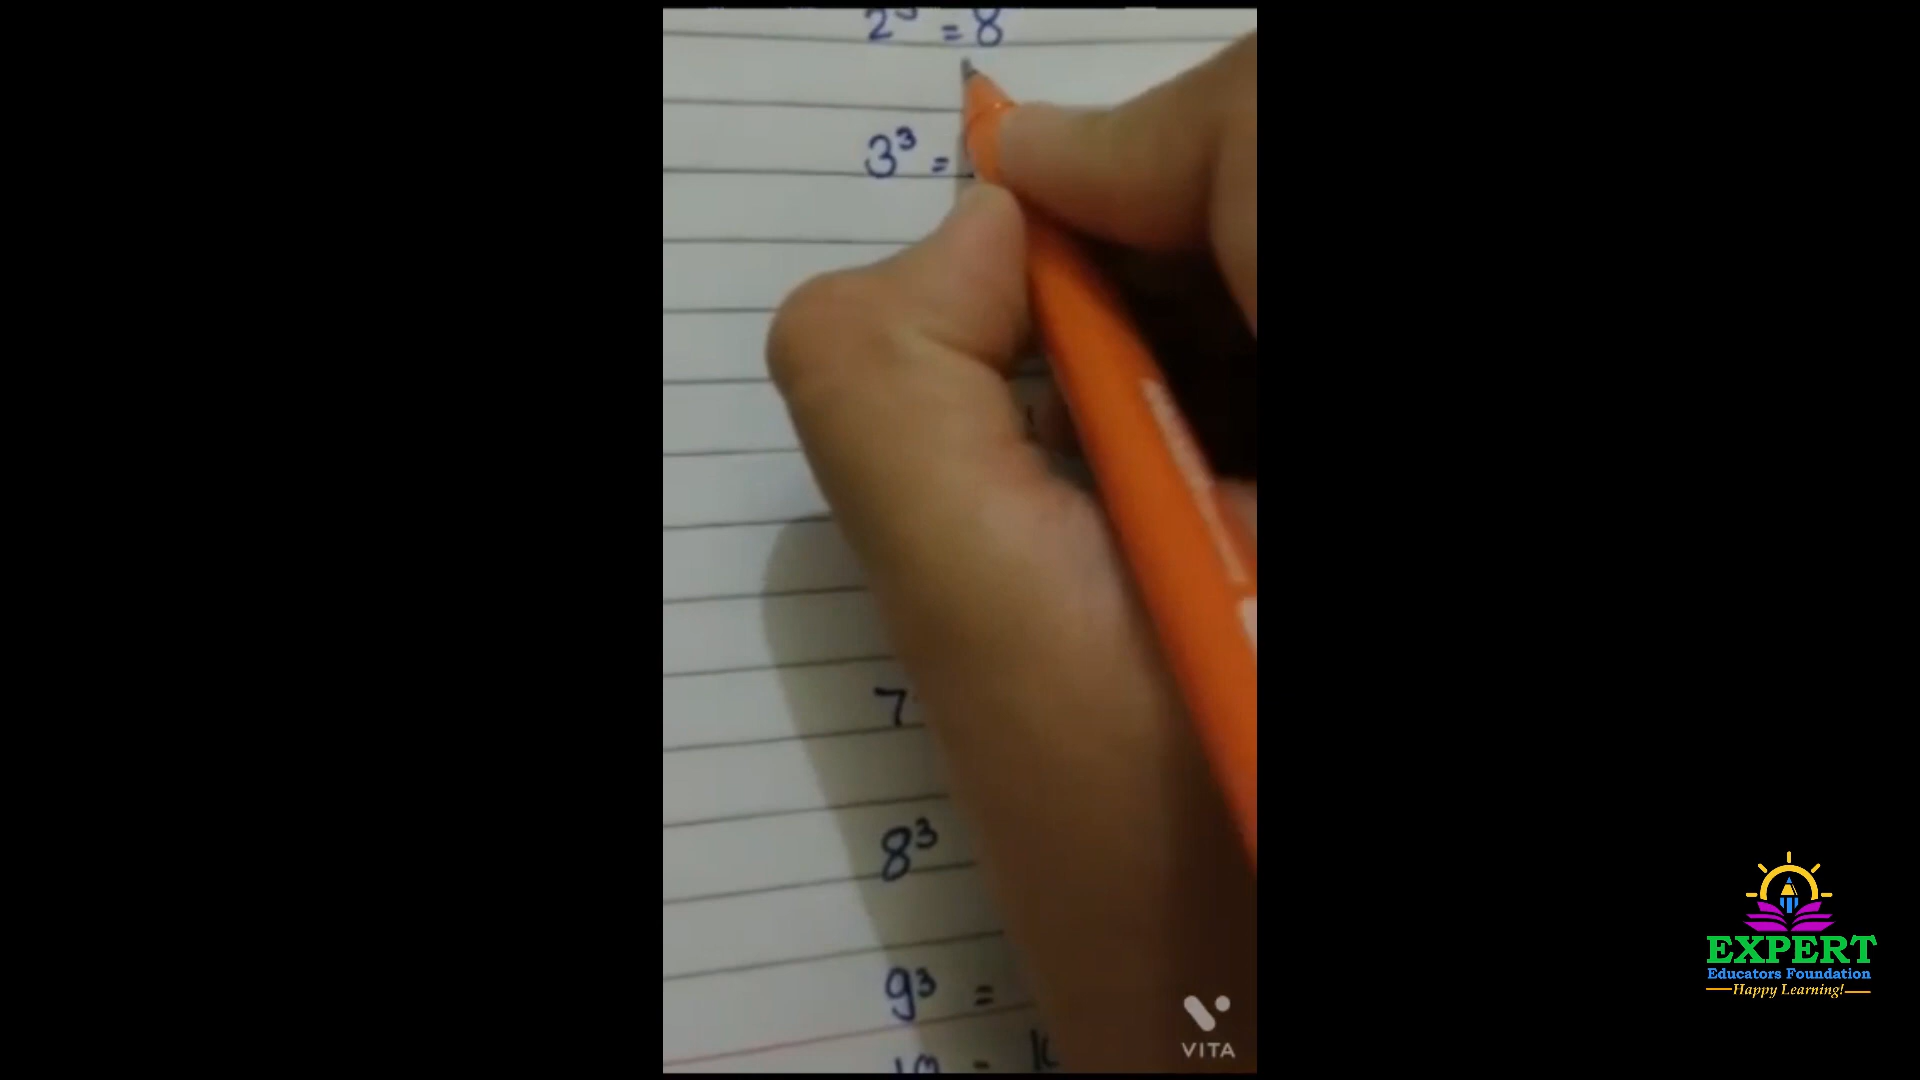 2³ = 8
3³ =
7
8³
9³ =
VITA
EXPERT
Educators Foundation
Happy Learning!